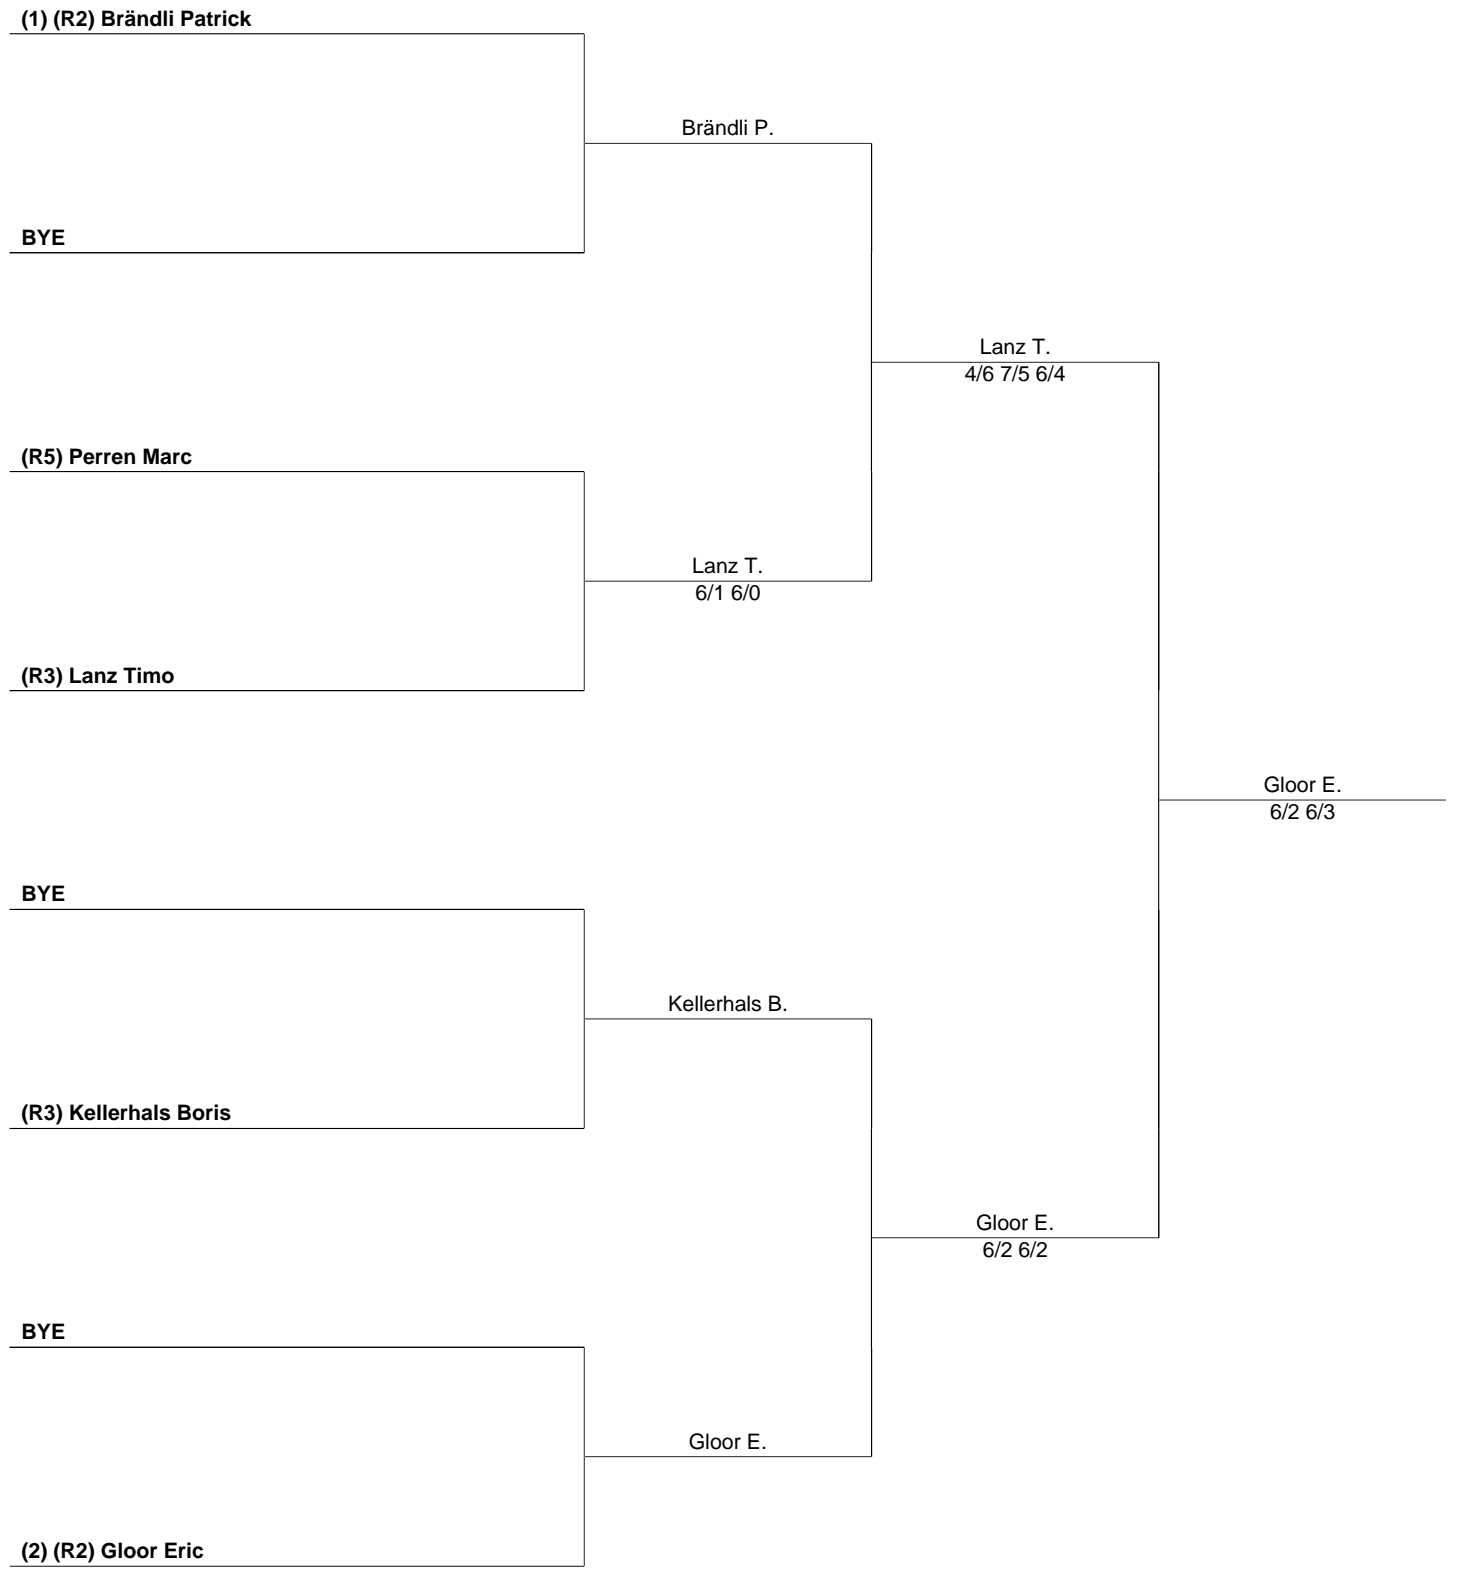 (1) (R2) Brändli Patrick
Brändli P.
BYE
Lanz T.
4/6 7/5 6/4
(R5) Perren Marc
Lanz T.
6/1 6/0
(R3) Lanz Timo
Gloor E.
6/2 6/3
BYE
Kellerhals B.
(R3) Kellerhals Boris
Gloor E.
6/2 6/2
BYE
Gloor E.
(2) (R2) Gloor Eric